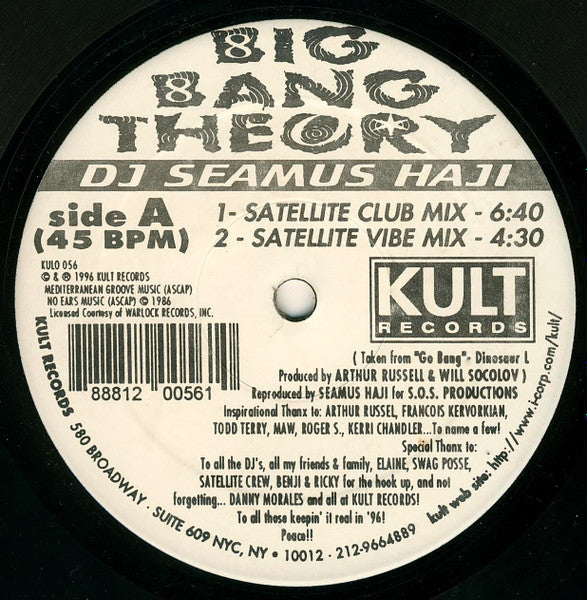 BIG
BANG
THEORY
DJ SEAMUS HAJI
side A
(45 BPM)
1- SATELLITE CLUB MIX - 6:40
2 - SATELLITE VIBE MIX - 4:30
KULO 056
© & ℗ 1996 KULT RECORDS
MEDITERRANEAN GROOVE MUSIC (ASCAP)
NO EARS MUSIC (ASCAP) © 1986
Licensed Courtesy of WARLOCK RECORDS, INC.
KULT
RECORDS
88812 00561
( Taken from "Go Bang"- Dinosaur L
Produced by ARTHUR RUSSELL & WILL SOCOLOV )
Reproduced by SEAMUS HAJI for S.O.S. PRODUCTIONS
Inspirational Thanx to: ARTHUR RUSSEL, FRANCOIS KERVORKIAN,
TODD TERRY, MAW, ROGER S., KERRI CHANDLER...To name a few!
Special Thanx to:
To all the DJ's, all my friends & family, ELAINE, SWAG POSSE,
SATELLITE CREW, BENJI & RICKY for the hook up, and not
forgetting... DANNY MORALES and all at KULT RECORDS!
To all those keepin' it real in '96!
Peace!!
KULT RECORDS 580 BROADWAY · SUITE 609 NYC, NY • 10012 · 212-9664889
kult web site: http://www.i-corp.com/kult/